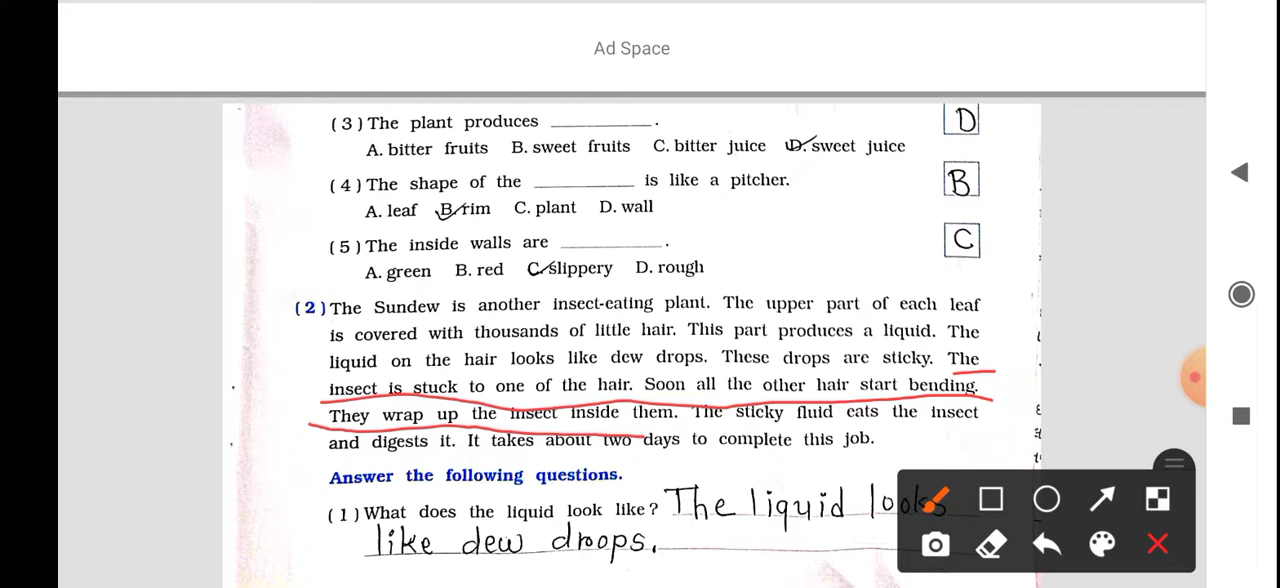 Ad Space
(3) The plant produces __________.
D
A. bitter fruits B. sweet fruits C. bitter juice D. sweet juice
(4) The shape of the __________ is like a pitcher.
B
A. leaf B. rim C. plant D. wall
(5) The inside walls are __________.
C
A. green B. red C. slippery D. rough
(2) The Sundew is another insect-eating plant. The upper part of each leaf
is covered with thousands of little hair. This part produces a liquid. The
liquid on the hair looks like dew drops. These drops are sticky. The
insect is stuck to one of the hair. Soon all the other hair start bending.
They wrap up the insect inside them. The sticky fluid eats the insect
and digests it. It takes about two days to complete this job.
Answer the following questions.
(1) What does the liquid look like? The liquid looks
like dew drops.